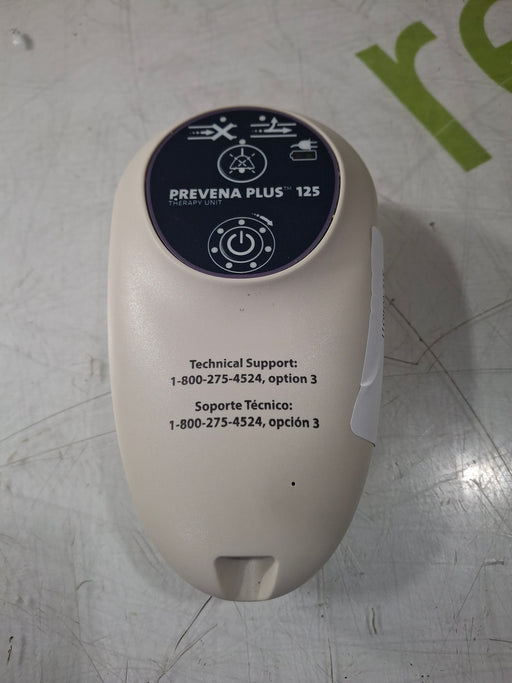 re
PREVENA PLUS™ 125
THERAPY UNIT
Technical Support:
1-800-275-4524, option 3
Soporte Técnico:
1-800-275-4524, opción 3